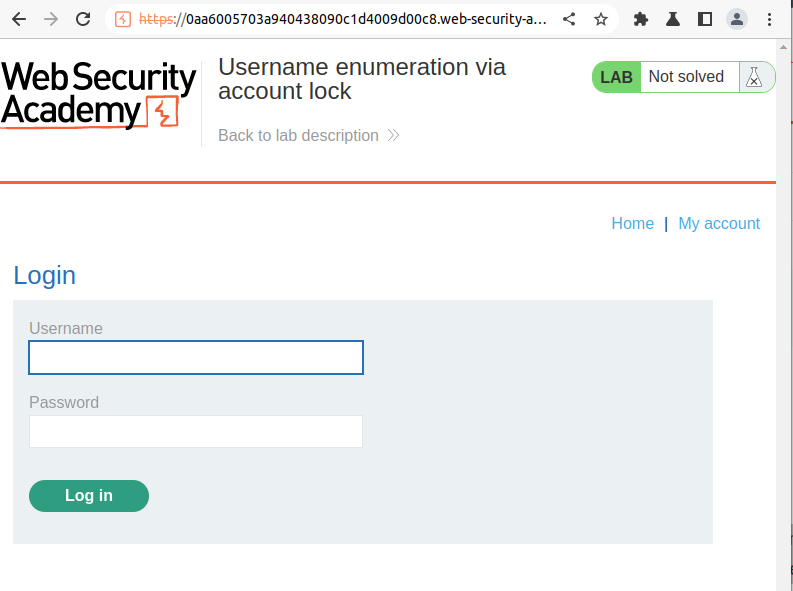 https://0aa6005703a940438090c1d4009d00c8.web-security-a...
Web Security
Academy
Username enumeration via
account lock
LAB Not solved
Back to lab description
Home | My account
Login
Username
Password
Log in